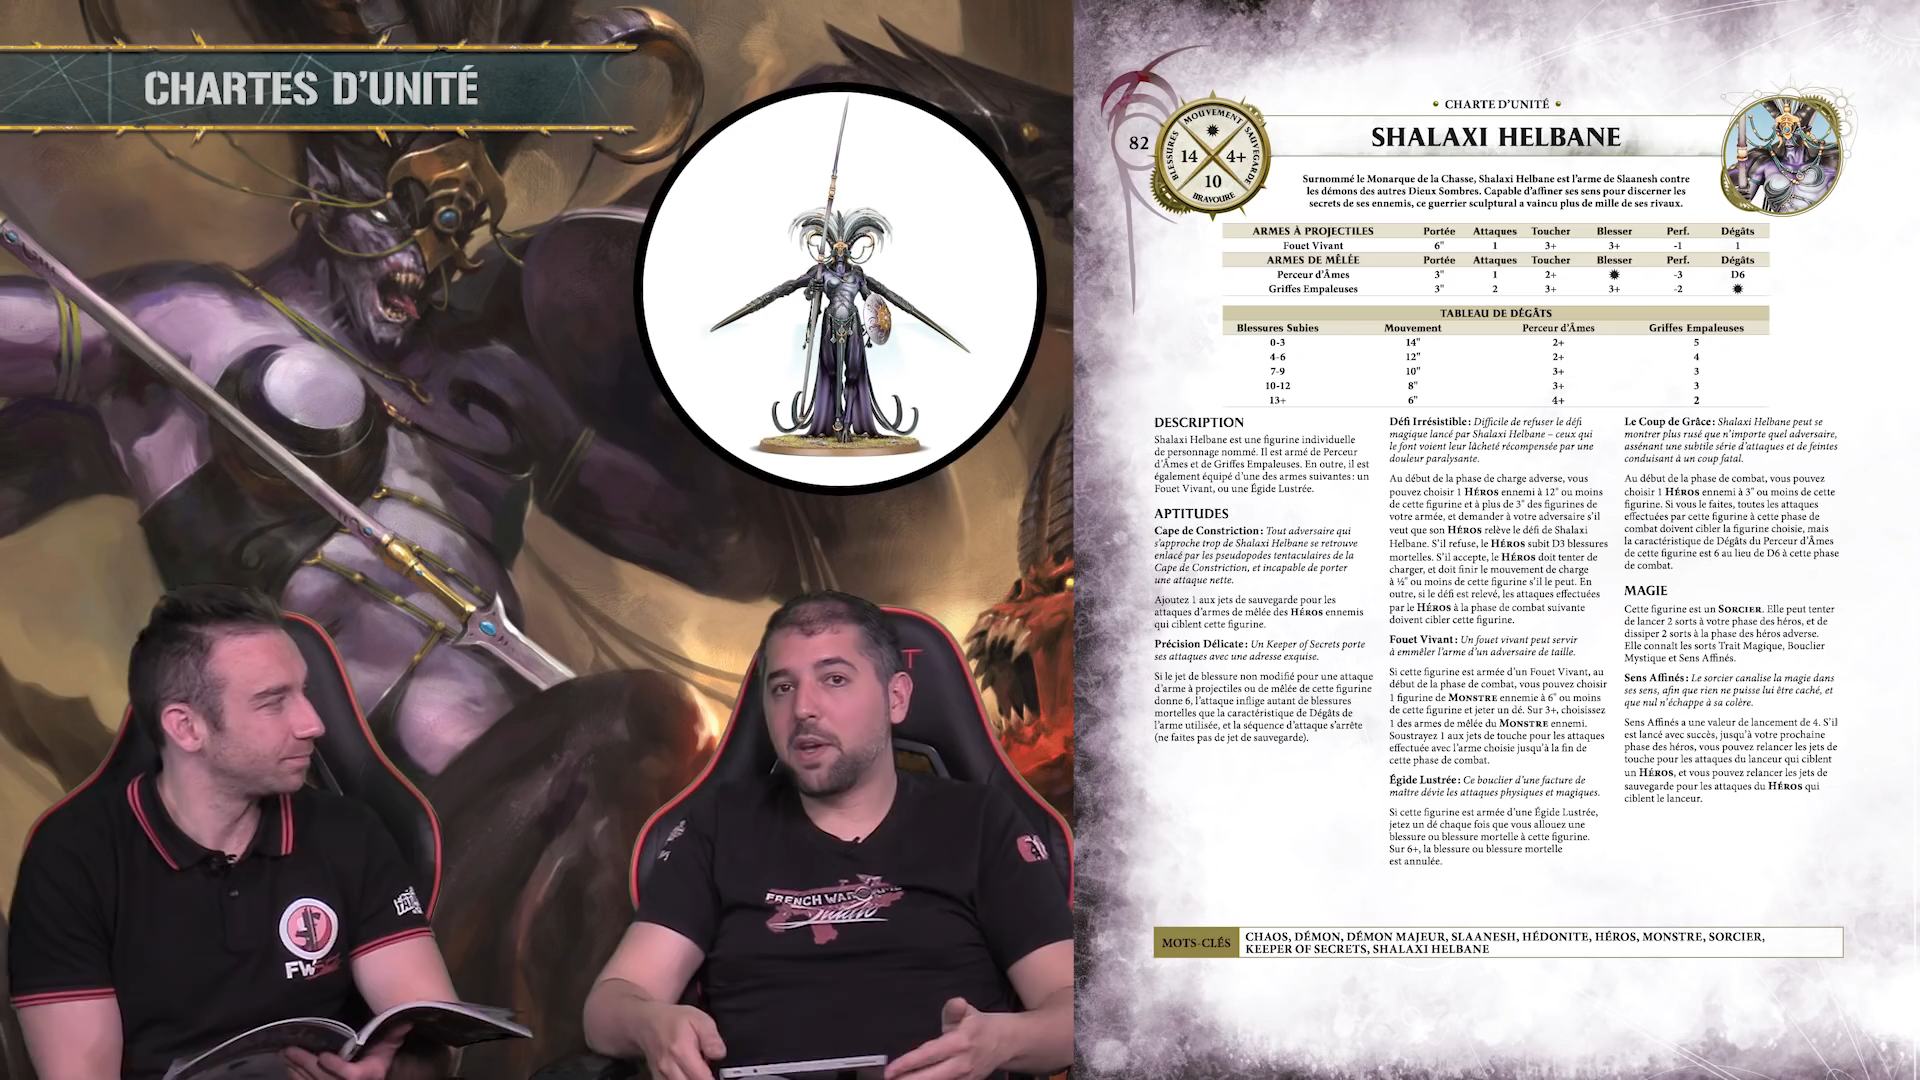 CHARTES D'UNITÉ
FRENCH WARGAME
Studio
FWS
82
MOUVEMENT
BLESSURES
14
4+
SAUVEGARDE
10
BRAVOURE
• CHARTE D'UNITÉ •
SHALAXI HELBANE
Surnommé le Monarque de la Chasse, Shalaxi Helbane est l'arme de Slaanesh contre
les démons des autres Dieux Sombres. Capable d'affiner ses sens pour discerner les
secrets de ses ennemis, ce guerrier sculptural a vaincu plus de mille de ses rivaux.
ARMES À PROJECTILES Portée Attaques Toucher Blesser Perf. Dégâts
Fouet Vivant 6" 1 3+ 3+ -1 1
ARMES DE MÊLÉE Portée Attaques Toucher Blesser Perf. Dégâts
Perceur d'Âmes 3" 1 2+ ✹ -3 D6
Griffes Empaleuses 3" 2 3+ 3+ -2 ✹
TABLEAU DE DÉGÂTS
Blessures Subies Mouvement Perceur d'Âmes Griffes Empaleuses
0-3 14" 2+ 5
4-6 12" 2+ 4
7-9 10" 3+ 3
10-12 8" 3+ 3
13+ 6" 4+ 2
DESCRIPTION
Shalaxi Helbane est une figurine individuelle
de personnage nommé. Il est armé de Perceur
d'Âmes et de Griffes Empaleuses. En outre, il est
également équipé d'une des armes suivantes : un
Fouet Vivant, ou une Égide Lustrée.
APTITUDES
Cape de Constriction : Tout adversaire qui
s'approche trop de Shalaxi Helbane se retrouve
enlacé par les pseudopodes tentaculaires de la
Cape de Constriction, et incapable de porter
une attaque nette.
Ajoutez 1 aux jets de sauvegarde pour les
attaques d'armes de mêlée des HÉROS ennemis
qui ciblent cette figurine.
Précision Délicate : Un Keeper of Secrets porte
ses attaques avec une adresse exquise.
Si le jet de blessure non modifié pour une attaque
d'arme à projectiles ou de mêlée de cette figurine
donne 6, l'attaque inflige autant de blessures
mortelles que la caractéristique de Dégâts de
l'arme utilisée, et la séquence d'attaque s'arrête
(ne faites pas de jet de sauvegarde).
Défi Irrésistible : Difficile de refuser le défi
magique lancé par Shalaxi Helbane – ceux qui
le font voient leur lâcheté récompensée par une
douleur paralysante.
Au début de la phase de charge adverse, vous
pouvez choisir 1 HÉROS ennemi à 12" ou moins
de cette figurine et à plus de 3" des figurines de
votre armée, et demander à votre adversaire s'il
veut que son HÉROS relève le défi de Shalaxi
Helbane. S'il refuse, le HÉROS subit D3 blessures
mortelles. S'il accepte, le HÉROS doit tenter de
charger, et doit finir le mouvement de charge
à ½" ou moins de cette figurine s'il le peut. En
outre, si le défi est relevé, les attaques effectuées
par le HÉROS à la phase de combat suivante
doivent cibler cette figurine.
Fouet Vivant : Un fouet vivant peut servir
à emmêler l'arme d'un adversaire de taille.
Si cette figurine est armée d'un Fouet Vivant, au
début de la phase de combat, vous pouvez choisir
1 figurine de MONSTRE ennemie à 6" ou moins
de cette figurine et jeter un dé. Sur 3+, choisissez
1 des armes de mêlée du MONSTRE ennemi.
Soustrayez 1 aux jets de touche pour les attaques
effectuée avec l'arme choisie jusqu'à la fin de
cette phase de combat.
Égide Lustrée : Ce bouclier d'une facture de
maître dévie les attaques physiques et magiques.
Si cette figurine est armée d'une Égide Lustrée,
jetez un dé chaque fois que vous allouez une
blessure ou blessure mortelle à cette figurine.
Sur 6+, la blessure ou blessure mortelle
est annulée.
Le Coup de Grâce : Shalaxi Helbane peut se
montrer plus rusé que n'importe quel adversaire,
assénant une subtile série d'attaques et de feintes
conduisant à un coup fatal.
Au début de la phase de combat, vous pouvez
choisir 1 HÉROS ennemi à 3" ou moins de cette
figurine. Si vous le faites, toutes les attaques
effectuées par cette figurine à cette phase de
combat doivent cibler la figurine choisie, mais
la caractéristique de Dégâts du Perceur d'Âmes
de cette figurine est 6 au lieu de D6 à cette phase
de combat.
MAGIE
Cette figurine est un SORCIER. Elle peut tenter
de lancer 2 sorts à votre phase des héros, et de
dissiper 2 sorts à la phase des héros adverse.
Elle connaît les sorts Trait Magique, Bouclier
Mystique et Sens Affinés.
Sens Affinés : Le sorcier canalise la magie dans
ses sens, afin que rien ne puisse lui être caché, et
que nul n'échappe à sa colère.
Sens Affinés a une valeur de lancement de 4. S'il
est lancé avec succès, jusqu'à votre prochaine
phase des héros, vous pouvez relancer les jets de
touche pour les attaques du lanceur qui ciblent
un HÉROS, et vous pouvez relancer les jets de
sauvegarde pour les attaques du HÉROS qui
ciblent le lanceur.
MOTS-CLÉS
CHAOS, DÉMON, DÉMON MAJEUR, SLAANESH, HÉDONITE, HÉROS, MONSTRE, SORCIER,
KEEPER OF SECRETS, SHALAXI HELBANE